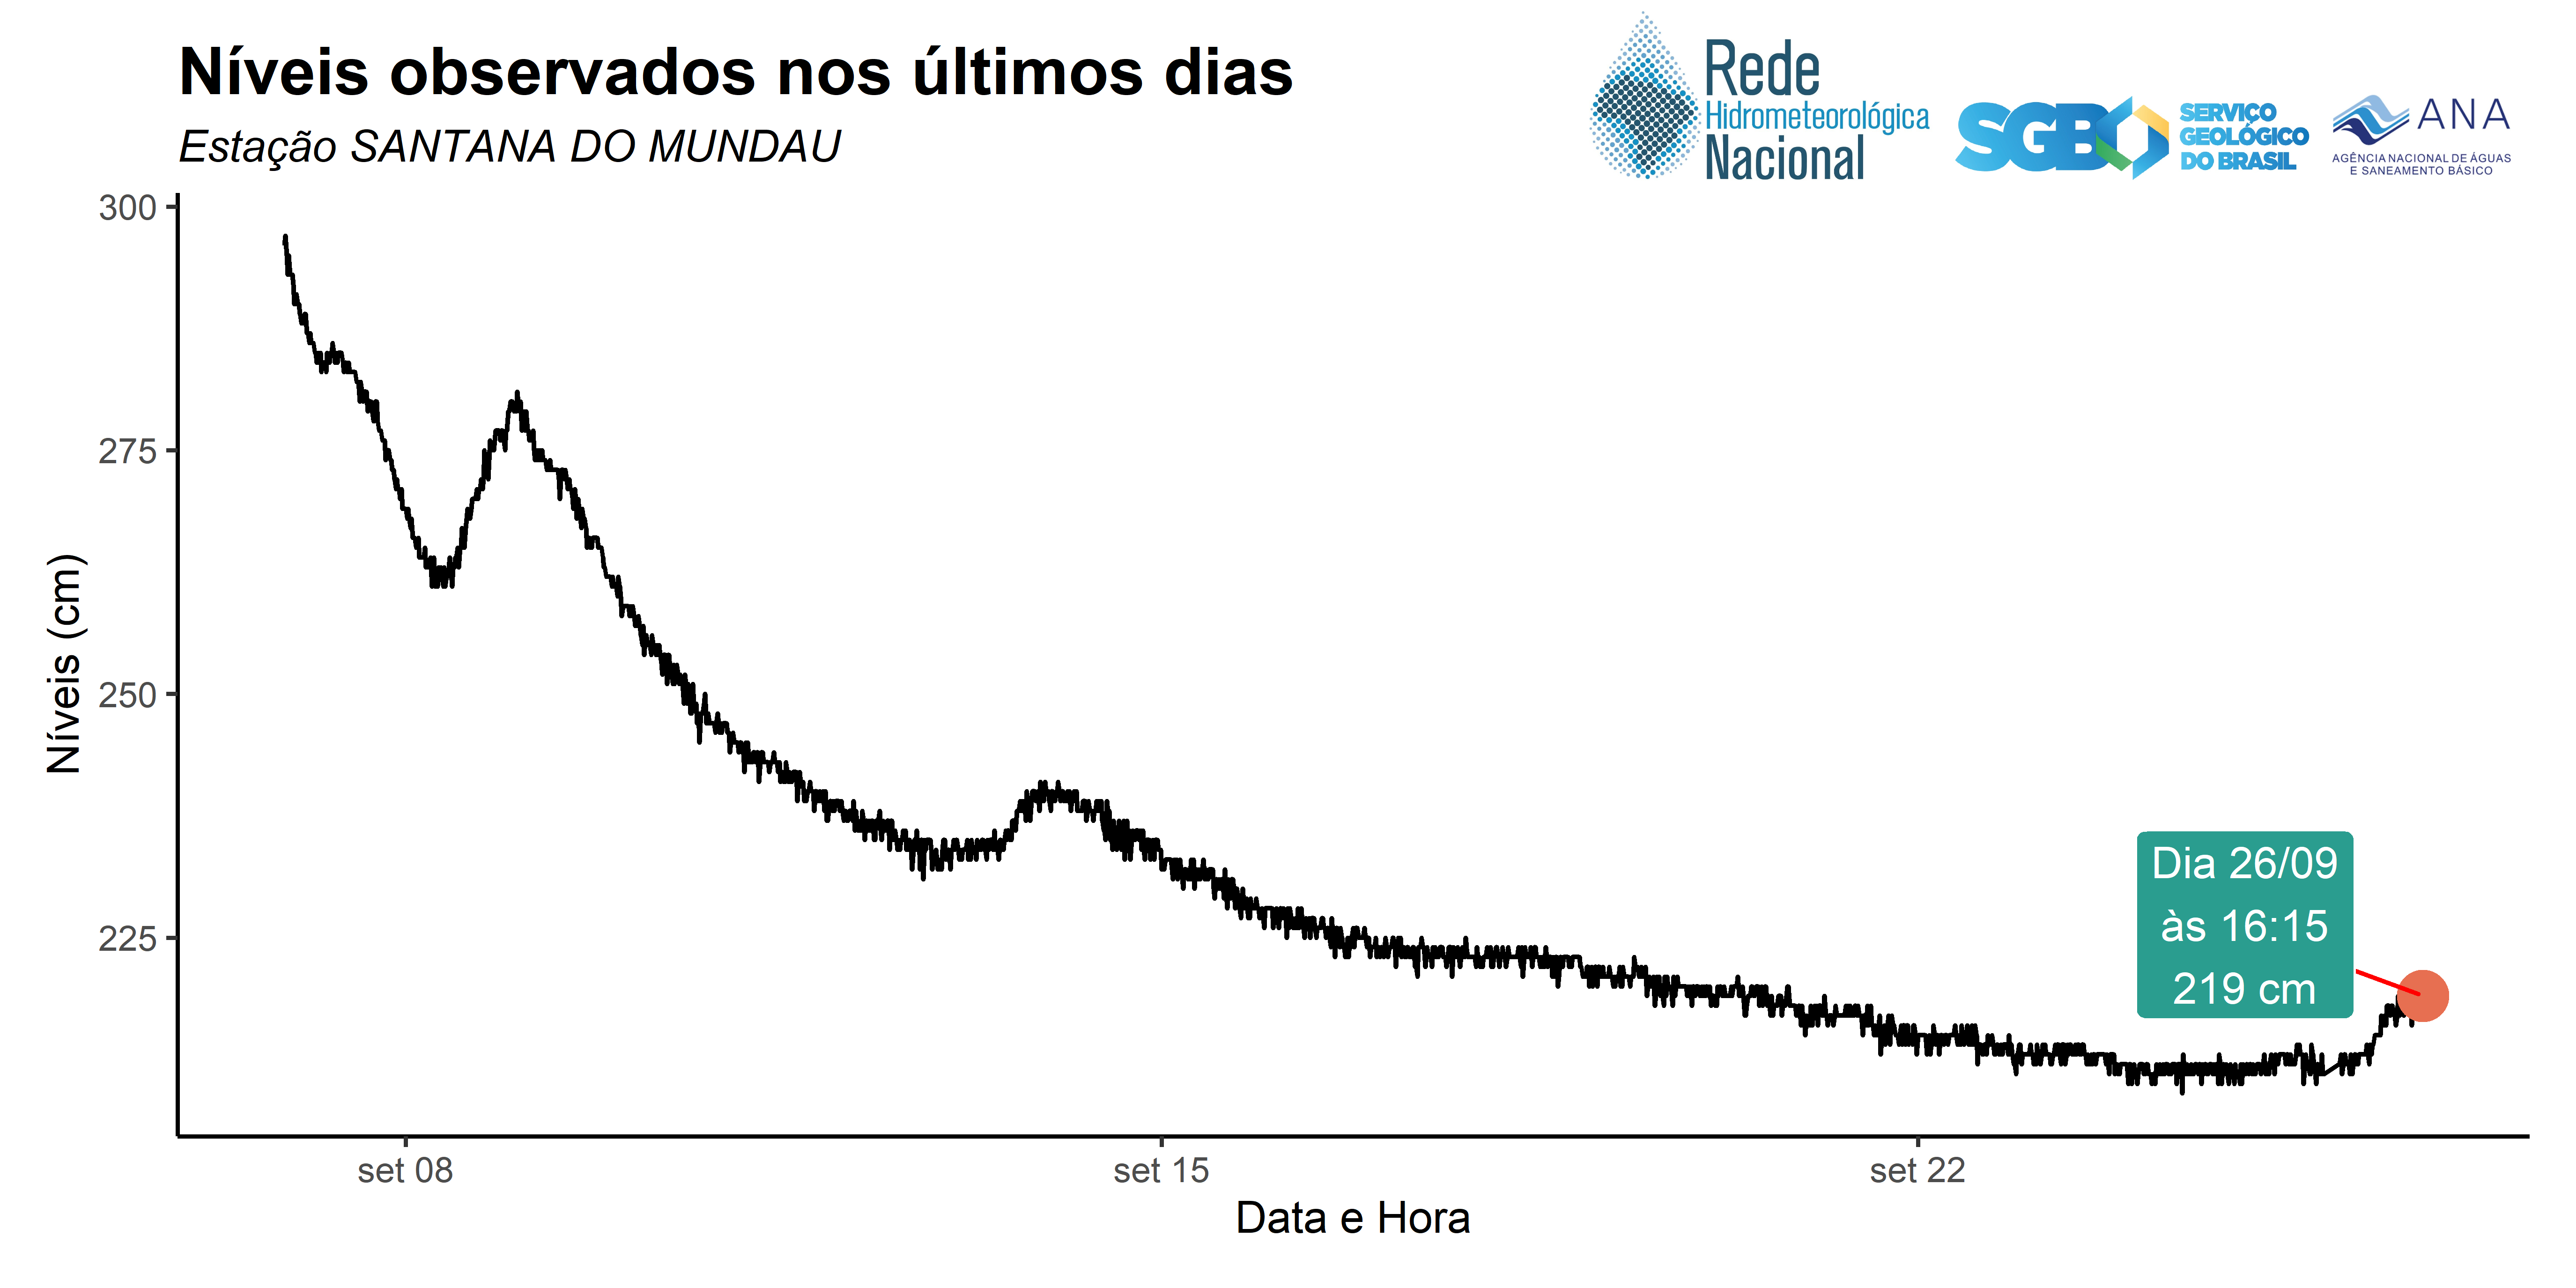 Níveis observados nos últimos dias
Estação SANTANA DO MUNDAU
Rede
Hidrometeorológica
Nacional
SGB
SERVIÇO
GEOLÓGICO
DO BRASIL
ANA
AGÊNCIA NACIONAL DE ÁGUAS
E SANEAMENTO BÁSICO
Níveis (cm)
300
275
250
225
Dia 26/09
às 16:15
219 cm
set 08
set 15
set 22
Data e Hora